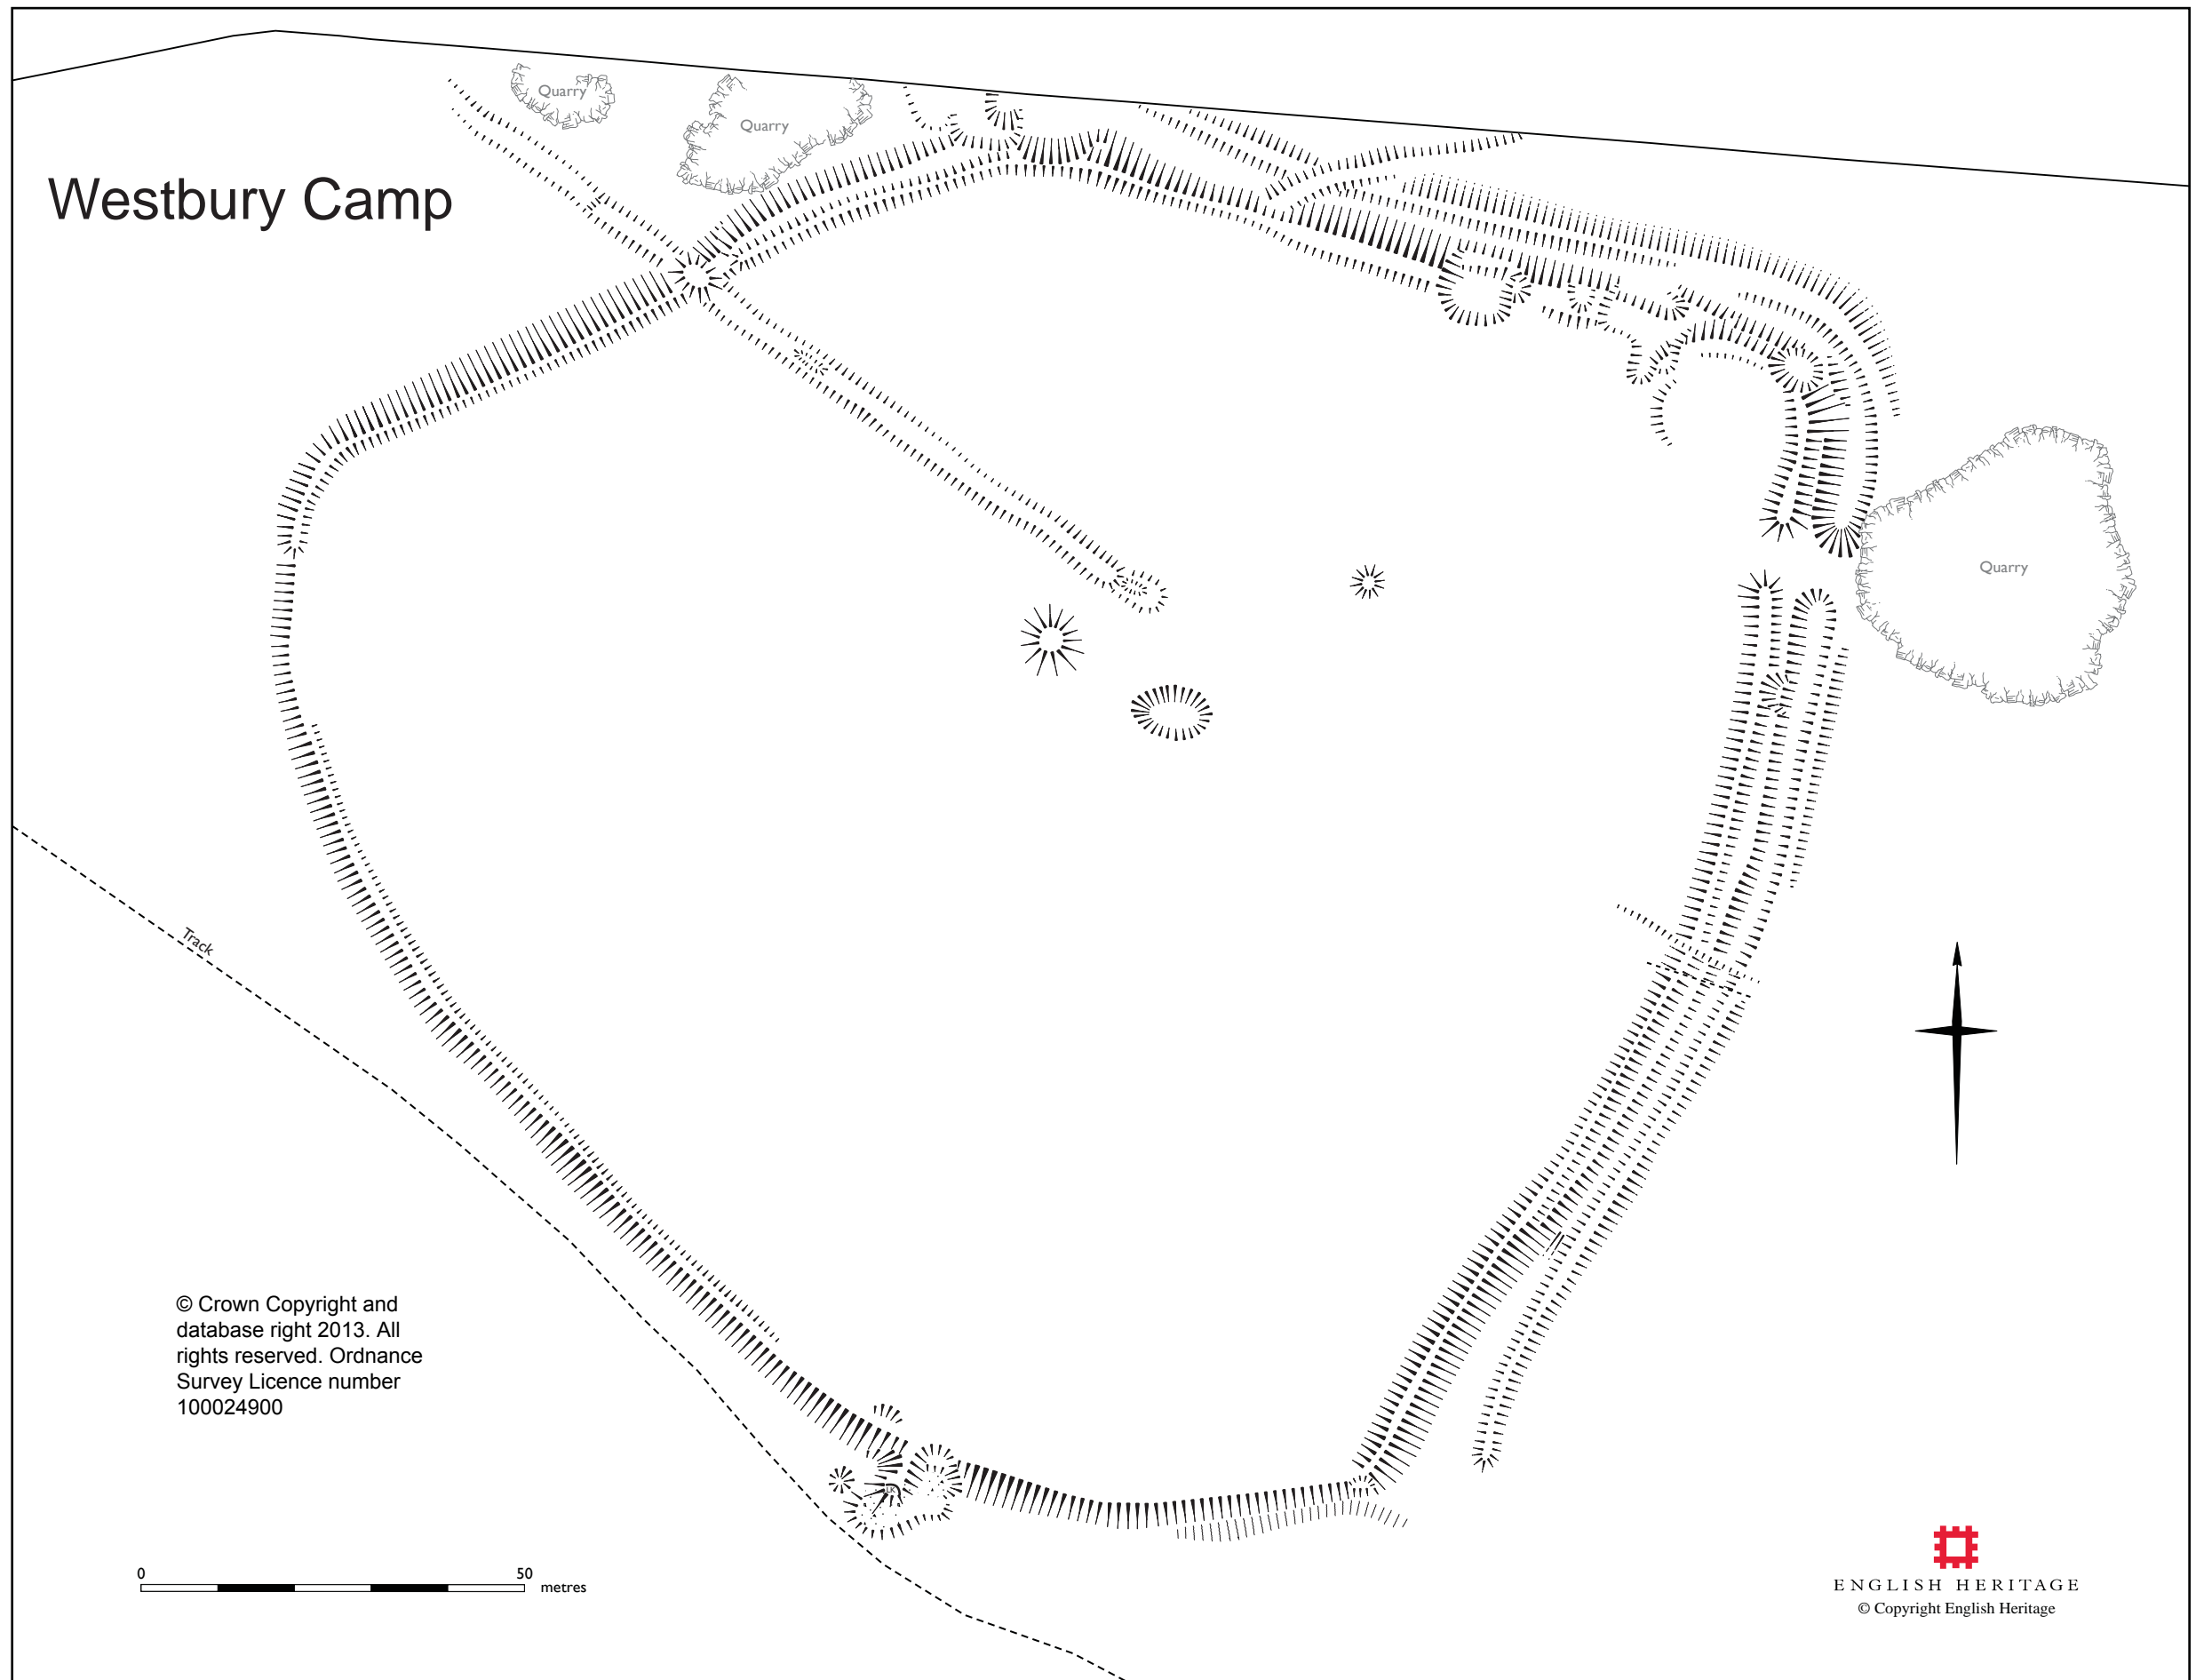 Quarry
Quarry
Westbury Camp
Quarry
Track
© Crown Copyright and
database right 2013. All
rights reserved. Ordnance
Survey Licence number
100024900
LK
0 50
metres
ENGLISH HERITAGE
© Copyright English Heritage